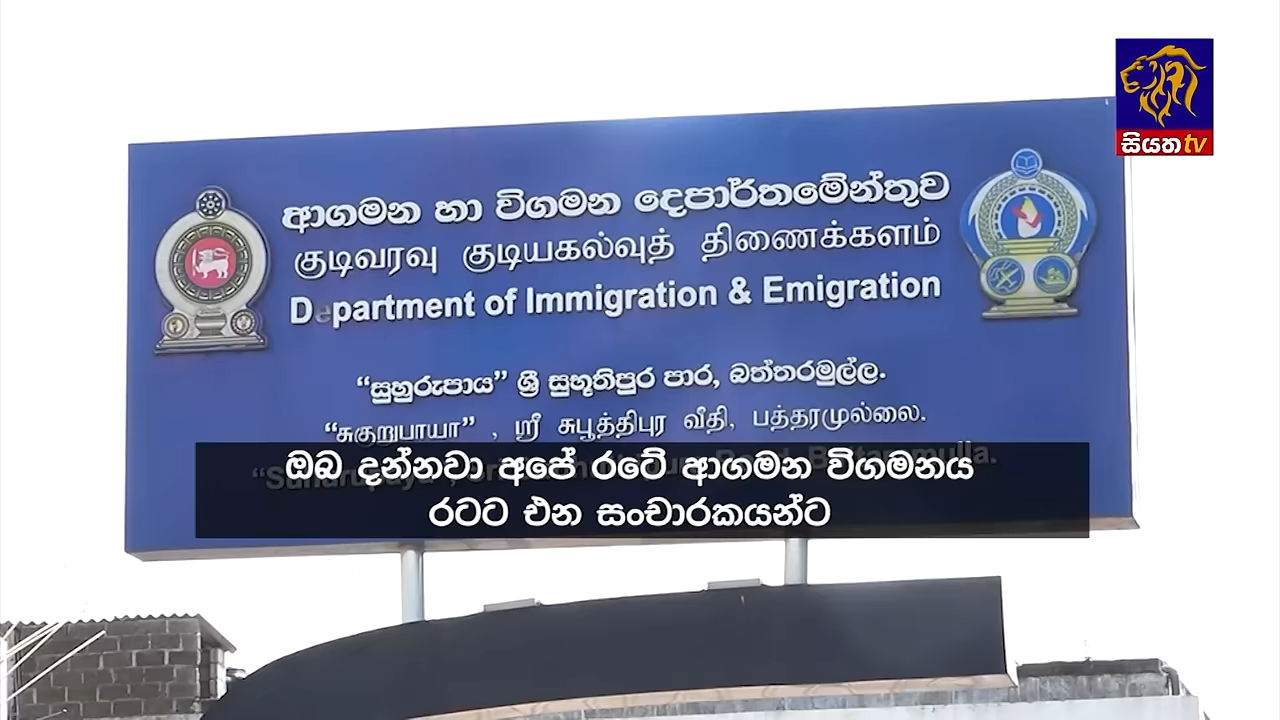 සියත tv
ආගමන හා විගමන දෙපාර්තමේන්තුව
குடிவரவு குடியகல்வுத் திணைக்களம்
Department of Immigration & Emigration
“සුහුරුපාය” ශ්‍රී සුභූතිපුර පාර, බත්තරමුල්ල.
“சுகுறுபாயா” , ஸ்ரீ சுபூத்திபுர வீதி, பத்தரமுல்லை.
ඔබ දන්නවා අපේ රටේ ආගමන විගමනය
රටට එන සංචාරකයන්ට